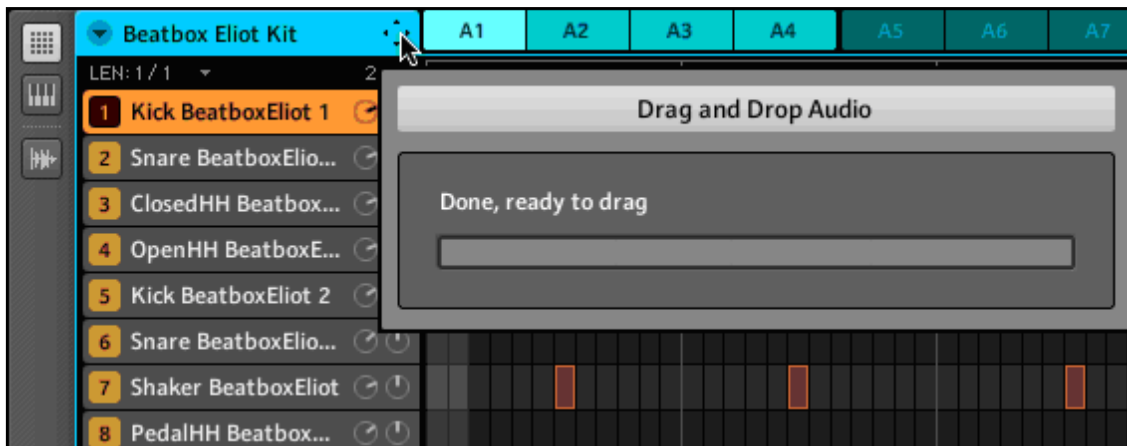 Beatbox Eliot Kit A1 A2 A3 A4 A5 A6 A7
LEN: 1 / 1 2
Drag and Drop Audio
1 Kick BeatboxEliot 1
2 Snare BeatboxElio...
3 ClosedHH Beatbox...
Done, ready to drag
4 OpenHH BeatboxE...
5 Kick BeatboxEliot 2
6 Snare BeatboxElio...
7 Shaker BeatboxEliot
8 PedalHH Beatbox...